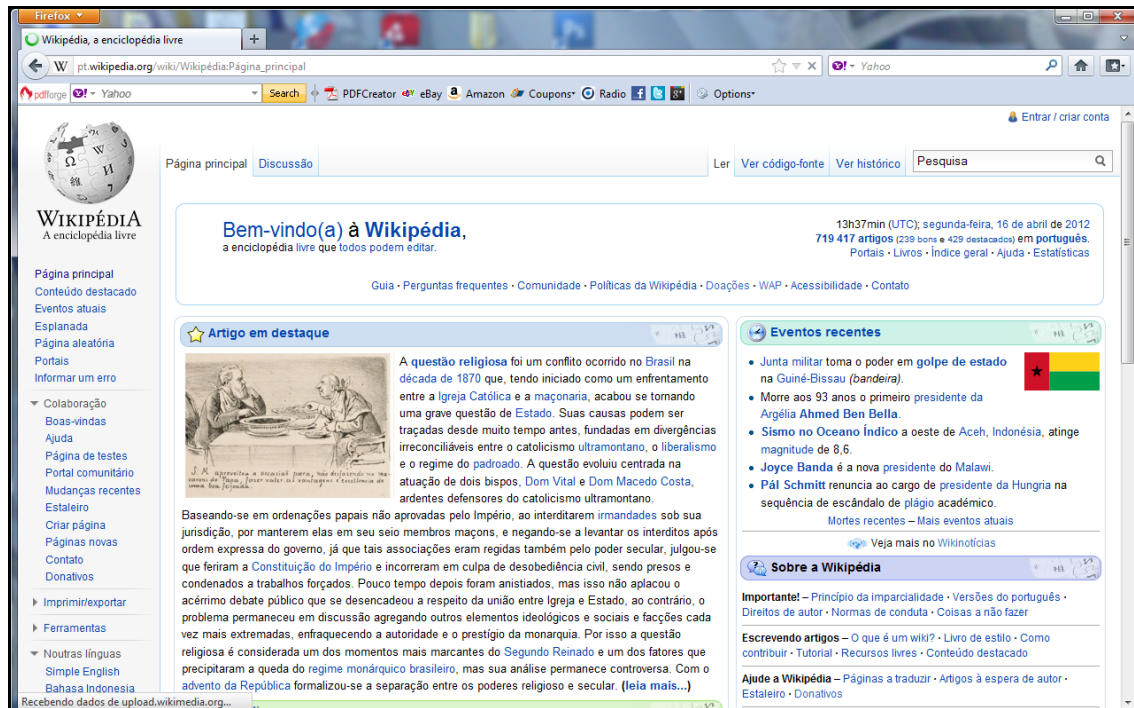 Firefox
Wikipédia, a enciclopédia livre
pt.wikipedia.org/wiki/Wikipédia:Página_principal
Yahoo
pdfforge Yahoo Search PDFCreator eBay Amazon Coupons Radio Options
Entrar / criar conta
Página principal Discussão Ler Ver código-fonte Ver histórico Pesquisa
WIKIPÉDIA
A enciclopédia livre
Página principal
Conteúdo destacado
Eventos atuais
Esplanada
Página aleatória
Portais
Informar um erro
Colaboração
Boas-vindas
Ajuda
Página de testes
Portal comunitário
Mudanças recentes
Estaleiro
Criar página
Páginas novas
Contato
Donativos
Imprimir/exportar
Ferramentas
Noutras línguas
Simple English
Bahasa Indonesia
Recebendo dados de upload.wikimedia.org...
Bem-vindo(a) à Wikipédia,
a enciclopédia livre que todos podem editar.
13h37min (UTC); segunda-feira, 16 de abril de 2012
719 417 artigos (239 bons e 429 destacados) em português.
Portais · Livros · Índice geral · Ajuda · Estatísticas
Guia · Perguntas frequentes · Comunidade · Políticas da Wikipédia · Doações · WAP · Acessibilidade · Contato
Artigo em destaque
A questão religiosa foi um conflito ocorrido no Brasil na
década de 1870 que, tendo iniciado como um enfrentamento
entre a Igreja Católica e a maçonaria, acabou se tornando
uma grave questão de Estado. Suas causas podem ser
traçadas desde muito tempo antes, fundadas em divergências
irreconciliáveis entre o catolicismo ultramontano, o liberalismo
e o regime do padroado. A questão evoluiu centrada na
atuação de dois bispos, Dom Vital e Dom Macedo Costa,
ardentes defensores do catolicismo ultramontano.
Baseando-se em ordenações papais não aprovadas pelo Império, ao interditarem irmandades sob sua
jurisdição, por manterem elas em seu seio membros maçons, e negando-se a levantar os interditos após
ordem expressa do governo, já que tais associações eram regidas também pelo poder secular, julgou-se
que feriram a Constituição do Império e incorreram em culpa de desobediência civil, sendo presos e
condenados a trabalhos forçados. Pouco tempo depois foram anistiados, mas isso não aplacou o
acérrimo debate público que se desencadeou a respeito da união entre Igreja e Estado, ao contrário, o
problema permaneceu em discussão agregando outros elementos ideológicos e sociais e facções cada
vez mais extremadas, enfraquecendo a autoridade e o prestígio da monarquia. Por isso a questão
religiosa é considerada um dos momentos mais marcantes do Segundo Reinado e um dos fatores que
precipitaram a queda do regime monárquico brasileiro, mas sua análise permanece controversa. Com o
advento da República formalizou-se a separação entre os poderes religioso e secular. (leia mais...)
Eventos recentes
Junta militar toma o poder em golpe de estado
na Guiné-Bissau (bandeira).
Morre aos 93 anos o primeiro presidente da
Argélia Ahmed Ben Bella.
Sismo no Oceano Índico a oeste de Aceh, Indonésia, atinge
magnitude de 8,6.
Joyce Banda é a nova presidente do Malawi.
Pál Schmitt renuncia ao cargo de presidente da Hungria na
sequência de escândalo de plágio académico.
Mortes recentes – Mais eventos atuais
Veja mais no Wikinotícias
Sobre a Wikipédia
Importante! – Princípio da imparcialidade · Versões do português ·
Direitos de autor · Normas de conduta · Coisas a não fazer
Escrevendo artigos – O que é um wiki? · Livro de estilo · Como
contribuir · Tutorial · Recursos livres · Conteúdo destacado
Ajude a Wikipédia – Páginas a traduzir · Artigos à espera de autor ·
Estaleiro · Donativos